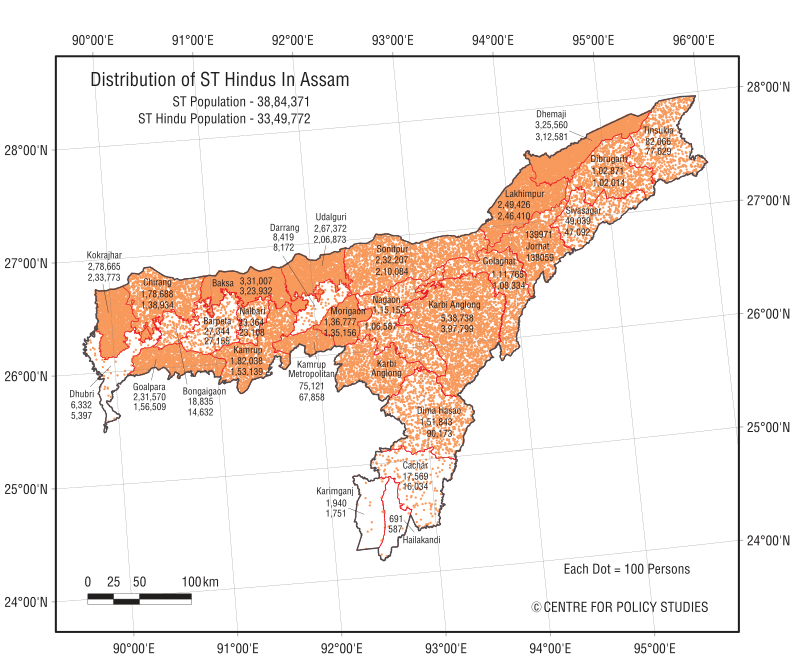 90°00'E 91°00'E 92°00'E 93°00'E 94°00'E 95°00'E 96°00'E
Distribution of ST Hindus In Assam
ST Population - 38,84,371
ST Hindu Population - 33,49,772
28°00'N
28°00'N
27°00'N
27°00'N
26°00'N
26°00'N
25°00'N
25°00'N
24°00'N
24°00'N
Dhemaji
3,25,560
3,12,581
Tinsukia
82,066
77,829
Dibrugarh
1,02,871
1,02,014
Lakhimpur
2,49,426
2,46,410
Sivasagar
49,039
47,092
139971
Jorhat
138059
Golaghat
1,11,765
1,08,334
Udalguri
2,67,372
2,06,873
Darrang
8,419
8,172
Sonitpur
2,32,207
2,10,084
Kokrajhar
2,78,665
2,33,773
Chirang
1,78,688
1,38,934
Baksa 3,31,007
3,23,932
Barpeta
27,344
27,165
Nalbari
23,364
23,108
Kamrup
1,82,038
1,53,139
Morigaon
1,36,777
1,35,156
Nagaon
1,15,153
1,06,587
Karbi Anglong
5,38,738
3,97,799
Karbi
Anglong
Kamrup
Metropolitan
75,121
67,858
Dhubri
6,332
5,397
Goalpara
2,31,570
1,56,509
Bongaigaon
18,835
14,632
Dima Hasao
1,51,843
90,173
Cachar
17,569
16,034
Karimganj
1,940
1,751
691
587
Hailakandi
0 25 50 100 km
Each Dot = 100 Persons
© CENTRE FOR POLICY STUDIES
90°00'E 91°00'E 92°00'E 93°00'E 94°00'E 95°00'E